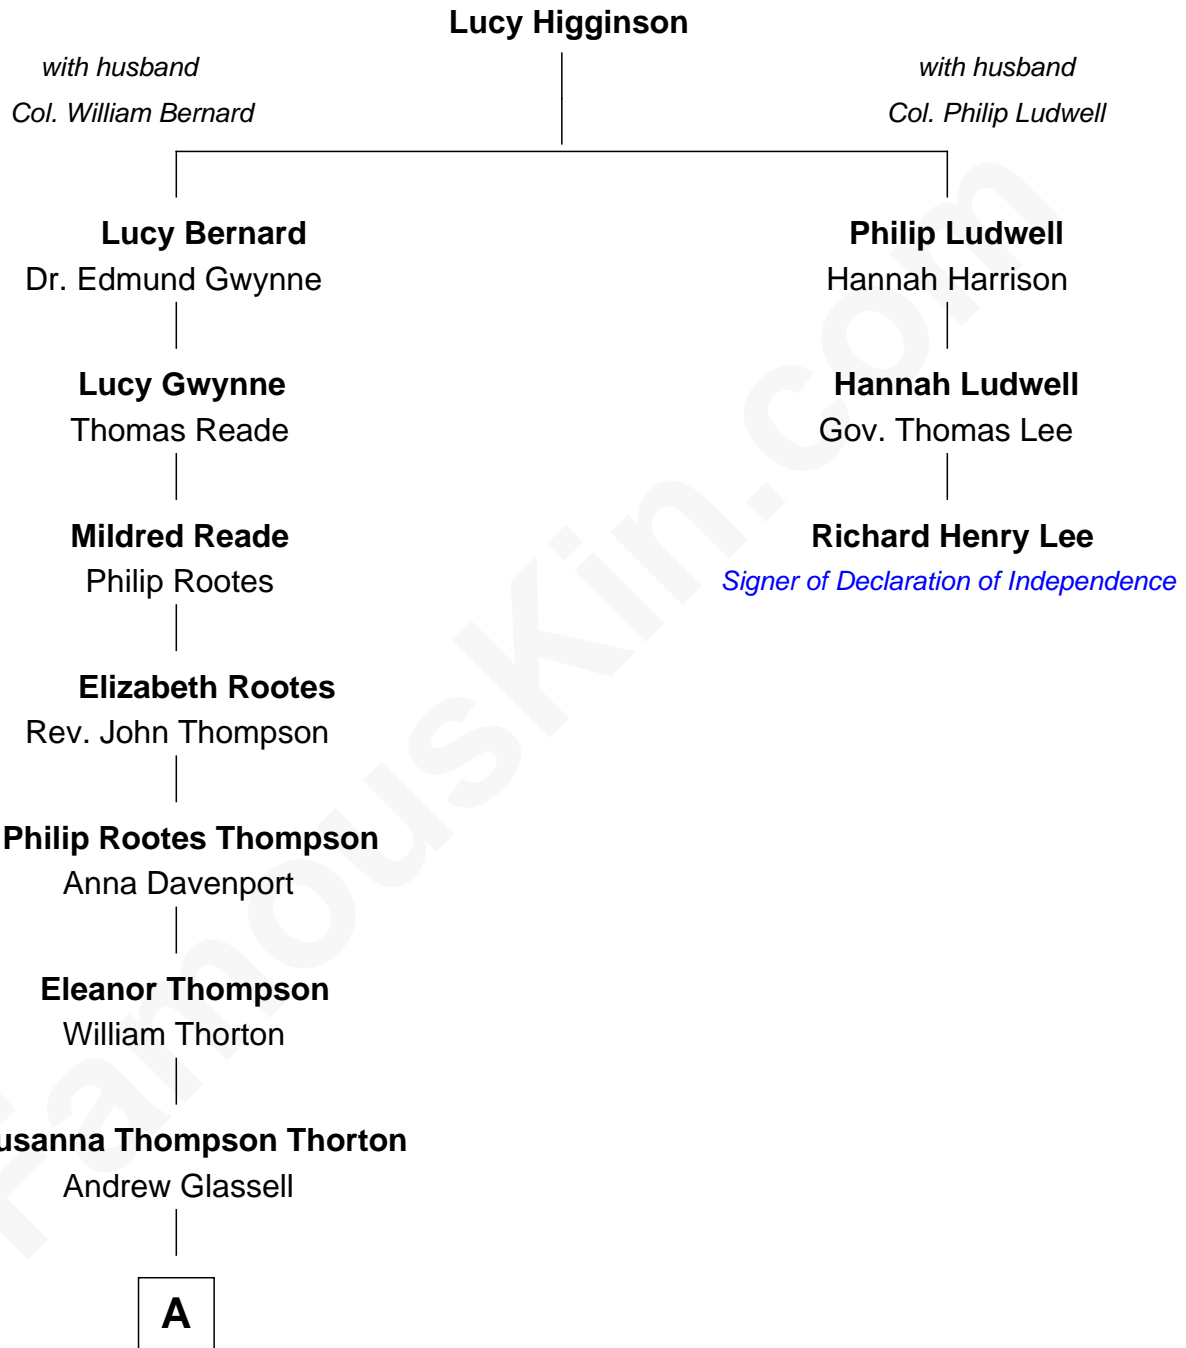 Lucy Higginson
with husband
Col. William Bernard
with husband
Col. Philip Ludwell
Lucy Bernard
Dr. Edmund Gwynne
Philip Ludwell
Hannah Harrison
Lucy Gwynne
Thomas Reade
Hannah Ludwell
Gov. Thomas Lee
Mildred Reade
Philip Rootes
Richard Henry Lee
Signer of Declaration of Independence
Elizabeth Rootes
Rev. John Thompson
Philip Rootes Thompson
Anna Davenport
Eleanor Thompson
William Thorton
usanna Thompson Thorton
Andrew Glassell
A
FamousKin.com